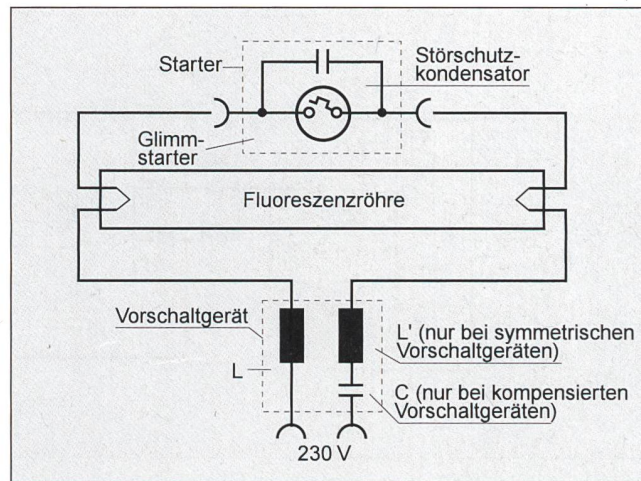 Starter
Störschutz-
kondensator
Glimm-
starter
Fluoreszenzröhre
Vorschaltgerät
L
L' (nur bei symmetrischen
Vorschaltgeräten)
C (nur bei kompensierten
Vorschaltgeräten)
230 V